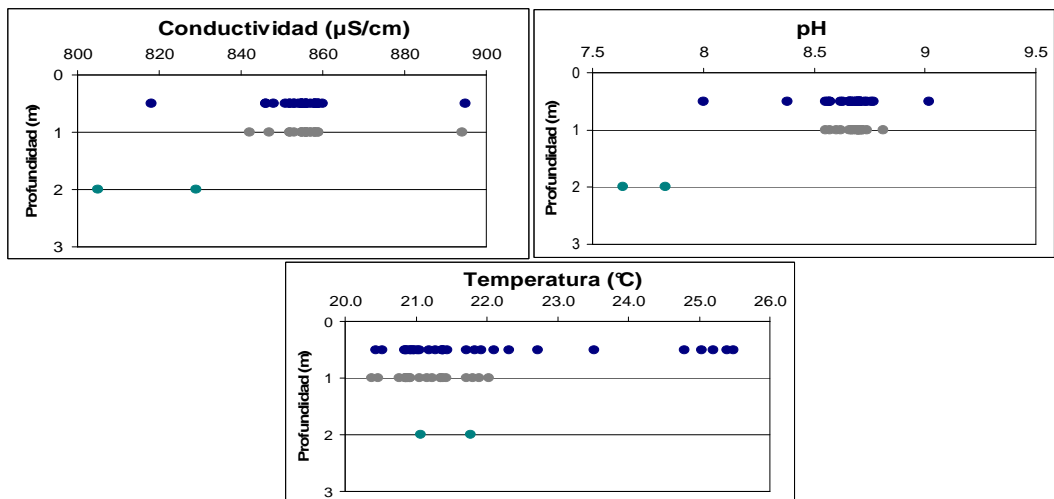 Conductividad (µS/cm)
800 820 840 860 880 900
0
1
2
3
Profundidad (m)
pH
7.5 8 8.5 9 9.5
0
1
2
3
Profundidad (m)
Temperatura (°C)
20.0 21.0 22.0 23.0 24.0 25.0 26.0
0
1
2
3
Profundidad (m)